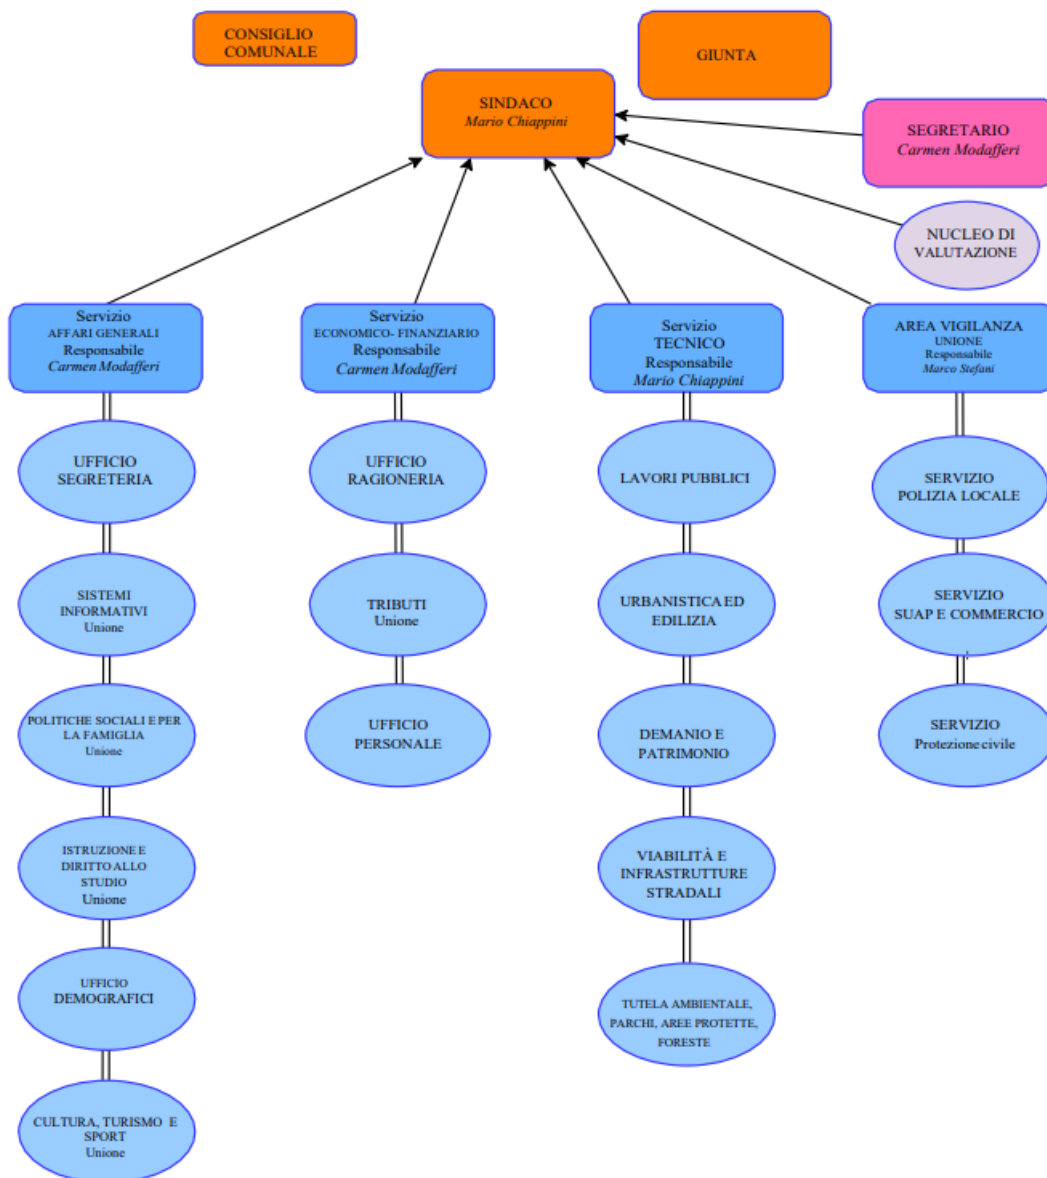 CONSIGLIO
COMUNALE
GIUNTA
SINDACO
Mario Chiappini
SEGRETARIO
Carmen Modafferi
NUCLEO DI
VALUTAZIONE
Servizio
AFFARI GENERALI
Responsabile
Carmen Modafferi
Servizio
ECONOMICO- FINANZIARIO
Responsabile
Carmen Modafferi
Servizio
TECNICO
Responsabile
Mario Chiappini
AREA VIGILANZA
UNIONE
Responsabile
Marco Stefani
UFFICIO
SEGRETERIA
SISTEMI
INFORMATIVI
Unione
POLITICHE SOCIALI E PER
LA FAMIGLIA
Unione
ISTRUZIONE E
DIRITTO ALLO
STUDIO
Unione
UFFICIO
DEMOGRAFICI
CULTURA, TURISMO E
SPORT
Unione
UFFICIO
RAGIONERIA
TRIBUTI
Unione
UFFICIO
PERSONALE
LAVORI PUBBLICI
URBANISTICA ED
EDILIZIA
DEMANIO E
PATRIMONIO
VIABILITÀ E
INFRASTRUTTURE
STRADALI
TUTELA AMBIENTALE,
PARCHI, AREE PROTETTE,
FORESTE
SERVIZIO
POLIZIA LOCALE
SERVIZIO
SUAP E COMMERCIO
SERVIZIO
Protezione civile